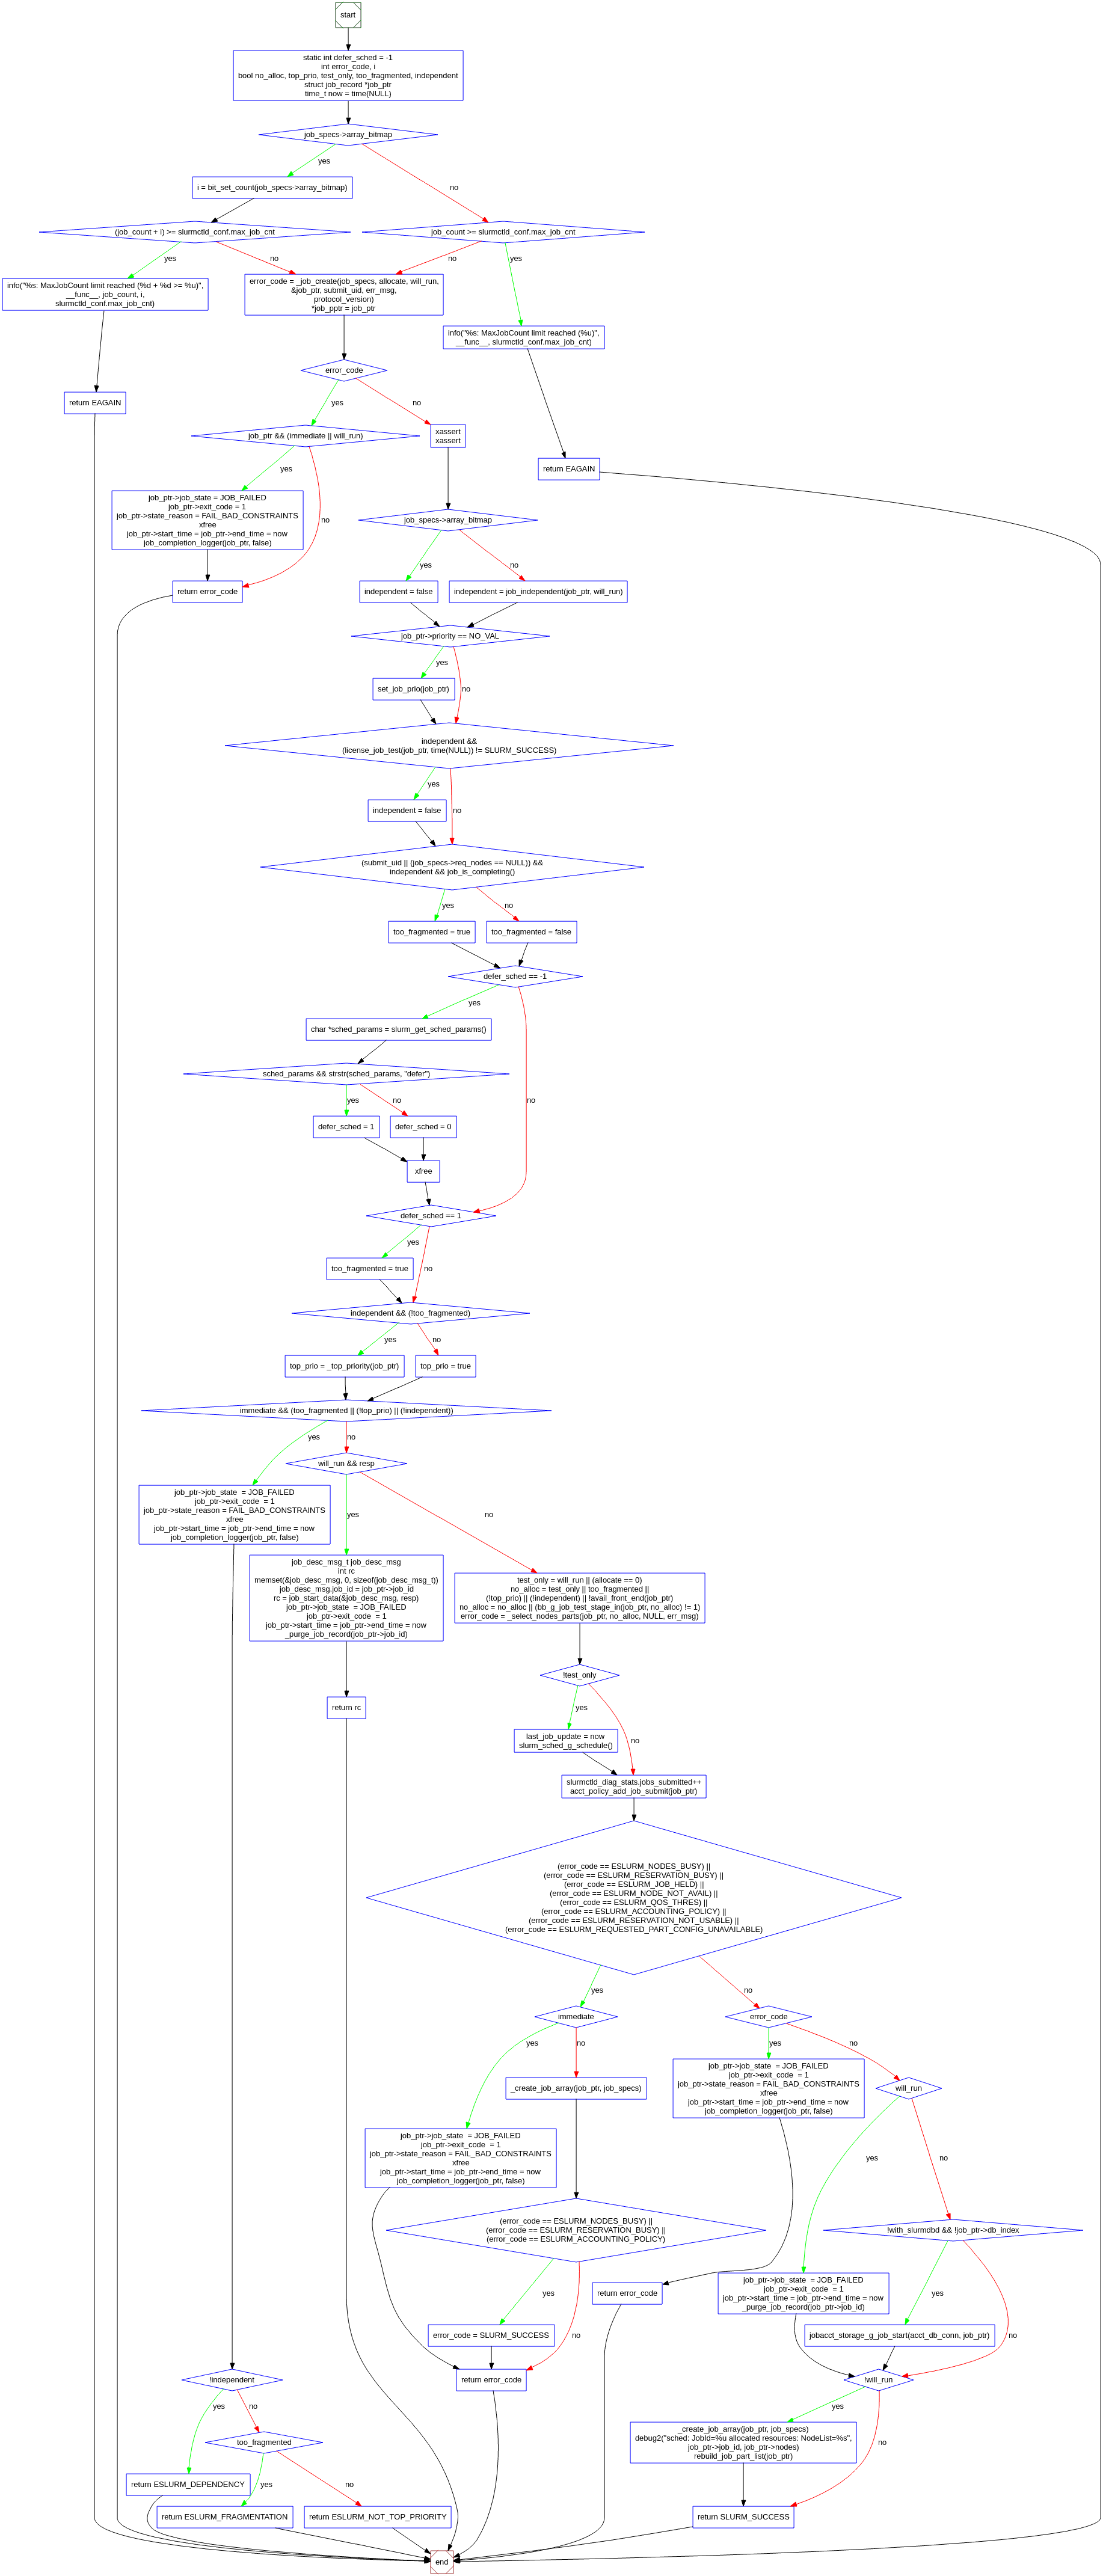 start
static int defer_sched = -1
int error_code, i
bool no_alloc, top_prio, test_only, too_fragmented, independent
struct job_record *job_ptr
time_t now = time(NULL)
job_specs->array_bitmap
yes
no
i = bit_set_count(job_specs->array_bitmap)
(job_count + i) >= slurmctld_conf.max_job_cnt
job_count >= slurmctld_conf.max_job_cnt
yes
no
no
yes
info("%s: MaxJobCount limit reached (%d + %d >= %u)",
__func__, job_count, i,
slurmctld_conf.max_job_cnt)
error_code = _job_create(job_specs, allocate, will_run,
&job_ptr, submit_uid, err_msg,
protocol_version)
*job_pptr = job_ptr
info("%s: MaxJobCount limit reached (%u)",
__func__, slurmctld_conf.max_job_cnt)
error_code
return EAGAIN
yes
no
job_ptr && (immediate || will_run)
xassert
xassert
return EAGAIN
yes
no
job_ptr->job_state = JOB_FAILED
job_ptr->exit_code = 1
job_ptr->state_reason = FAIL_BAD_CONSTRAINTS
xfree
job_ptr->start_time = job_ptr->end_time = now
job_completion_logger(job_ptr, false)
job_specs->array_bitmap
yes
no
return error_code
independent = false
independent = job_independent(job_ptr, will_run)
job_ptr->priority == NO_VAL
yes
no
set_job_prio(job_ptr)
independent &&
(license_job_test(job_ptr, time(NULL)) != SLURM_SUCCESS)
yes
no
independent = false
(submit_uid || (job_specs->req_nodes == NULL)) &&
independent && job_is_completing()
yes
no
too_fragmented = true
too_fragmented = false
defer_sched == -1
yes
no
char *sched_params = slurm_get_sched_params()
sched_params && strstr(sched_params, "defer")
yes
no
defer_sched = 1
defer_sched = 0
xfree
defer_sched == 1
yes
no
too_fragmented = true
independent && (!too_fragmented)
yes
no
top_prio = _top_priority(job_ptr)
top_prio = true
immediate && (too_fragmented || (!top_prio) || (!independent))
yes
no
will_run && resp
yes
no
job_ptr->job_state  = JOB_FAILED
job_ptr->exit_code  = 1
job_ptr->state_reason = FAIL_BAD_CONSTRAINTS
xfree
job_ptr->start_time = job_ptr->end_time = now
job_completion_logger(job_ptr, false)
job_desc_msg_t job_desc_msg
int rc
memset(&job_desc_msg, 0, sizeof(job_desc_msg_t))
job_desc_msg.job_id = job_ptr->job_id
rc = job_start_data(&job_desc_msg, resp)
job_ptr->job_state  = JOB_FAILED
job_ptr->exit_code  = 1
job_ptr->start_time = job_ptr->end_time = now
_purge_job_record(job_ptr->job_id)
test_only = will_run || (allocate == 0)
no_alloc = test_only || too_fragmented ||
(!top_prio) || (!independent) || !avail_front_end(job_ptr)
no_alloc = no_alloc || (bb_g_job_test_stage_in(job_ptr, no_alloc) != 1)
error_code = _select_nodes_parts(job_ptr, no_alloc, NULL, err_msg)
!test_only
return rc
yes
no
last_job_update = now
slurm_sched_g_schedule()
slurmctld_diag_stats.jobs_submitted++
acct_policy_add_job_submit(job_ptr)
(error_code == ESLURM_NODES_BUSY) ||
(error_code == ESLURM_RESERVATION_BUSY) ||
(error_code == ESLURM_JOB_HELD) ||
(error_code == ESLURM_NODE_NOT_AVAIL) ||
(error_code == ESLURM_QOS_THRES) ||
(error_code == ESLURM_ACCOUNTING_POLICY) ||
(error_code == ESLURM_RESERVATION_NOT_USABLE) ||
(error_code == ESLURM_REQUESTED_PART_CONFIG_UNAVAILABLE)
yes
no
immediate
error_code
yes
no
yes
no
_create_job_array(job_ptr, job_specs)
job_ptr->job_state  = JOB_FAILED
job_ptr->exit_code  = 1
job_ptr->state_reason = FAIL_BAD_CONSTRAINTS
xfree
job_ptr->start_time = job_ptr->end_time = now
job_completion_logger(job_ptr, false)
will_run
yes
no
job_ptr->job_state  = JOB_FAILED
job_ptr->exit_code  = 1
job_ptr->state_reason = FAIL_BAD_CONSTRAINTS
xfree
job_ptr->start_time = job_ptr->end_time = now
job_completion_logger(job_ptr, false)
(error_code == ESLURM_NODES_BUSY) ||
(error_code == ESLURM_RESERVATION_BUSY) ||
(error_code == ESLURM_ACCOUNTING_POLICY)
!with_slurmdbd && !job_ptr->db_index
yes
no
yes
no
return error_code
job_ptr->job_state  = JOB_FAILED
job_ptr->exit_code  = 1
job_ptr->start_time = job_ptr->end_time = now
_purge_job_record(job_ptr->job_id)
error_code = SLURM_SUCCESS
jobacct_storage_g_job_start(acct_db_conn, job_ptr)
!independent
return error_code
!will_run
yes
no
yes
no
too_fragmented
_create_job_array(job_ptr, job_specs)
debug2("sched: JobId=%u allocated resources: NodeList=%s",
job_ptr->job_id, job_ptr->nodes)
rebuild_job_part_list(job_ptr)
return ESLURM_DEPENDENCY
yes
no
return ESLURM_FRAGMENTATION
return ESLURM_NOT_TOP_PRIORITY
return SLURM_SUCCESS
end